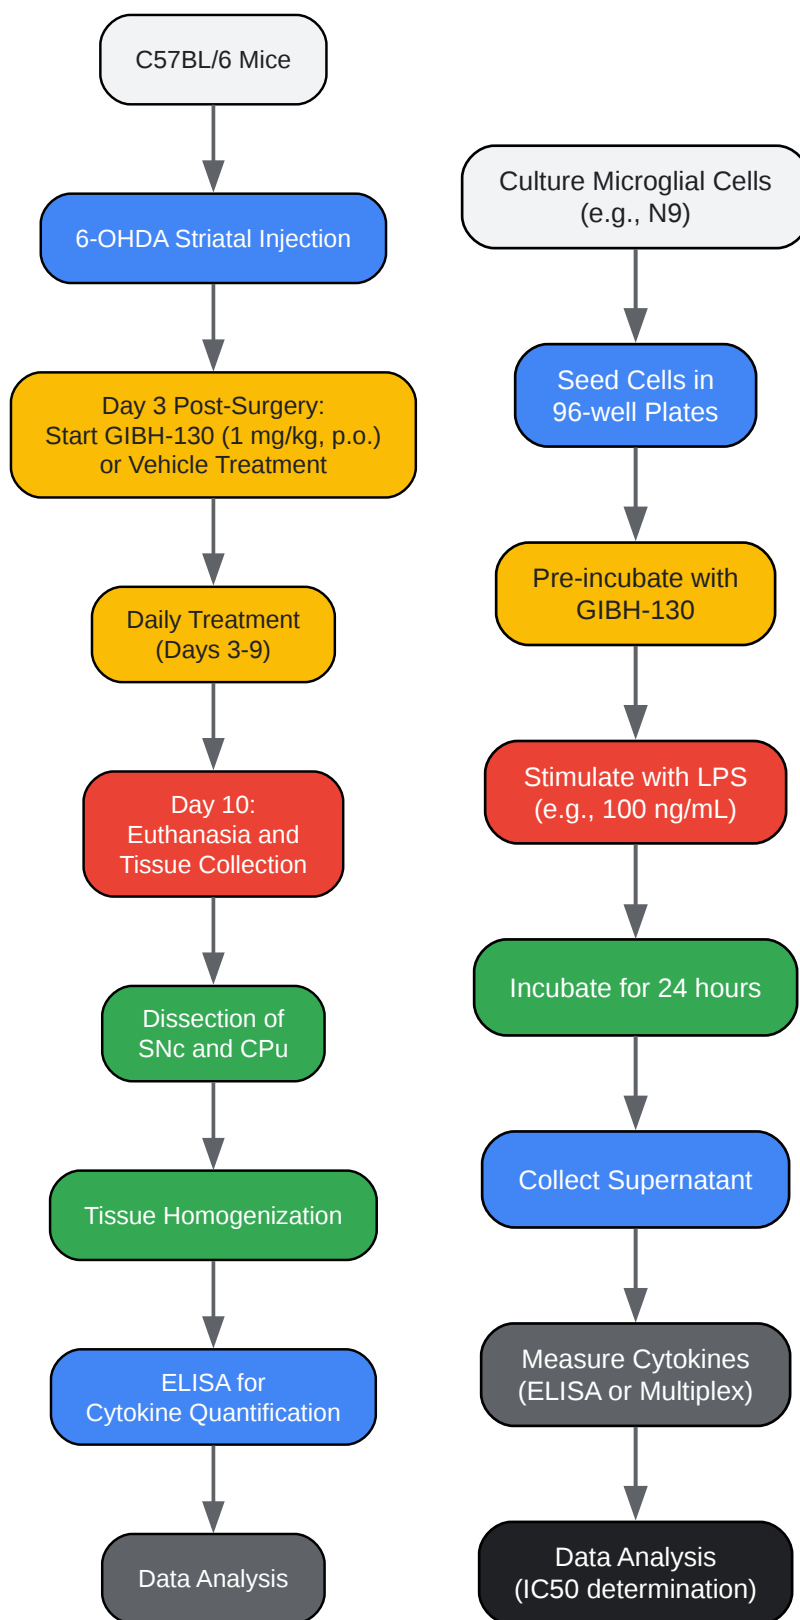 C57BL/6 Mice
6-OHDA Striatal Injection
Day 3 Post-Surgery:
Start GIBH-130 (1 mg/kg, p.o.)
or Vehicle Treatment
Daily Treatment
(Days 3-9)
Day 10:
Euthanasia and
Tissue Collection
Dissection of
SNc and CPu
Tissue Homogenization
ELISA for
Cytokine Quantification
Data Analysis
Culture Microglial Cells
(e.g., N9)
Seed Cells in
96-well Plates
Pre-incubate with
GIBH-130
Stimulate with LPS
(e.g., 100 ng/mL)
Incubate for 24 hours
Collect Supernatant
Measure Cytokines
(ELISA or Multiplex)
Data Analysis
(IC50 determination)